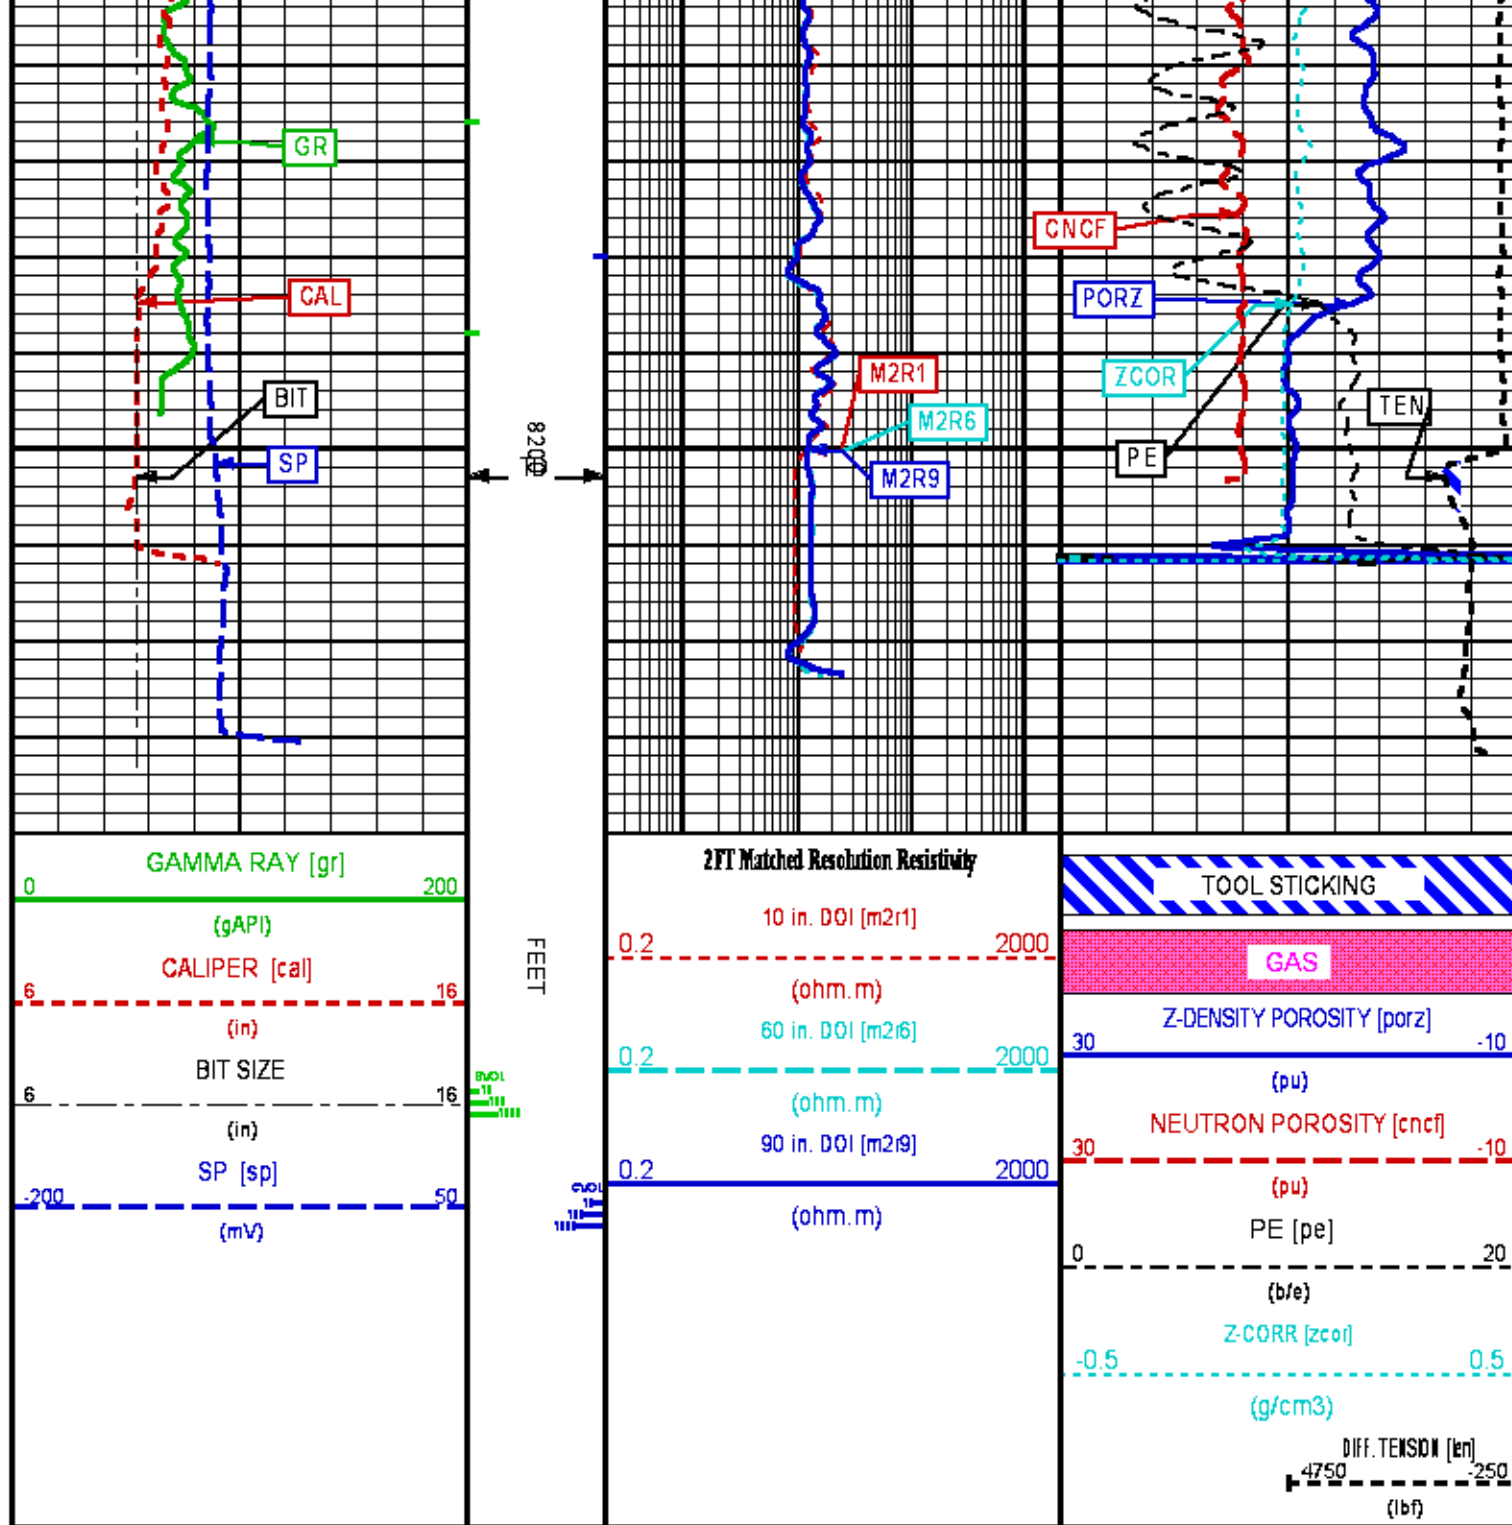 GR
CNCF
CAL
PORZ
M2R1
ZCOR
BIT
TEN
M2R6
8200
SP
PE
M2R9
GAMMA RAY [gr]
0 200
(gAPI)
CALIPER [cal]
6 16
(in)
BIT SIZE
6 16
(in)
SP [sp]
-200 50
(mV)
FEET
2FT Matched Resolution Resistivity
10 in. DOI [m2r1]
0.2 2000
(ohm.m)
60 in. DOI [m2r6]
0.2 2000
(ohm.m)
90 in. DOI [m2r9]
0.2 2000
(ohm.m)
TOOL STICKING
GAS
Z-DENSITY POROSITY [porz]
30 -10
(pu)
NEUTRON POROSITY [cncf]
30 -10
(pu)
PE [pe]
0 20
(b/e)
Z-CORR [zcor]
-0.5 0.5
(g/cm3)
DIFF. TENSION [ten]
4750 -250
(lbf)